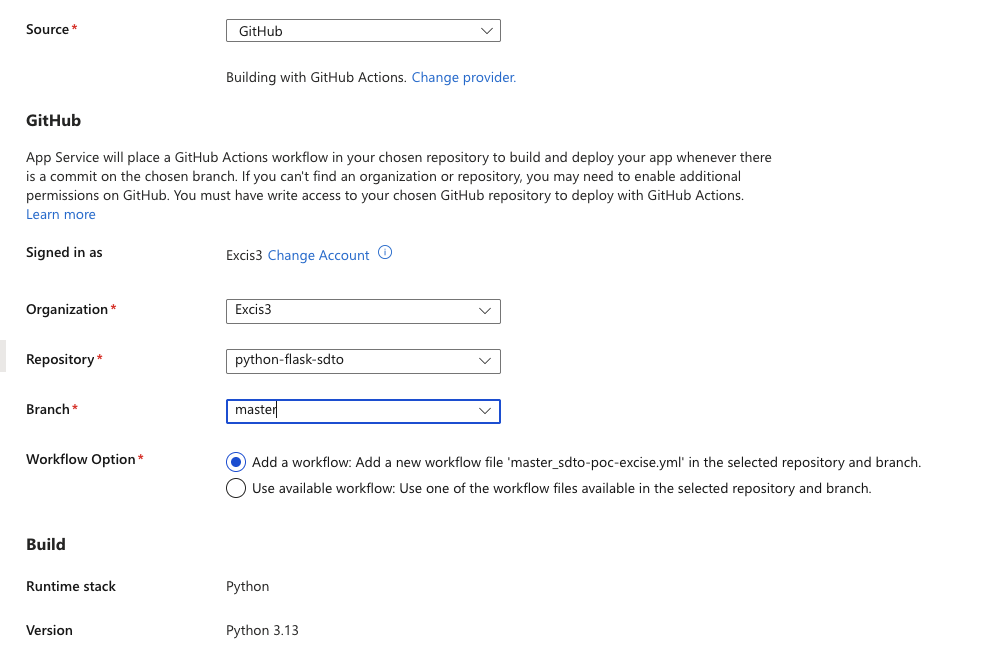 Source*
GitHub
Building with GitHub Actions. Change provider.
GitHub
App Service will place a GitHub Actions workflow in your chosen repository to build and deploy your app whenever there
is a commit on the chosen branch. If you can't find an organization or repository, you may need to enable additional
permissions on GitHub. You must have write access to your chosen GitHub repository to deploy with GitHub Actions.
Learn more
Signed in as
Excis3 Change Account
Organization*
Excis3
Repository*
python-flask-sdto
Branch*
master
Workflow Option*
Add a workflow: Add a new workflow file 'master_sdto-poc-excise.yml' in the selected repository and branch.
Use available workflow: Use one of the workflow files available in the selected repository and branch.
Build
Runtime stack
Python
Version
Python 3.13